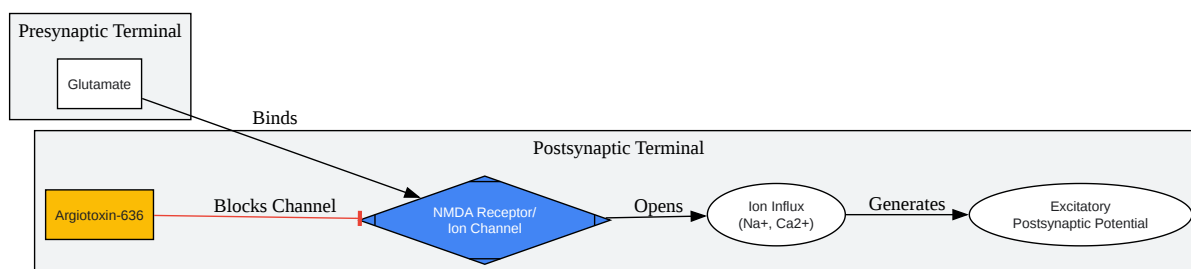 Presynaptic Terminal
Glutamate
Binds
Postsynaptic Terminal
Argiotoxin-636
Blocks Channel
NMDA Receptor/
Ion Channel
Opens
Ion Influx
(Na+, Ca2+)
Generates
Excitatory
Postsynaptic Potential